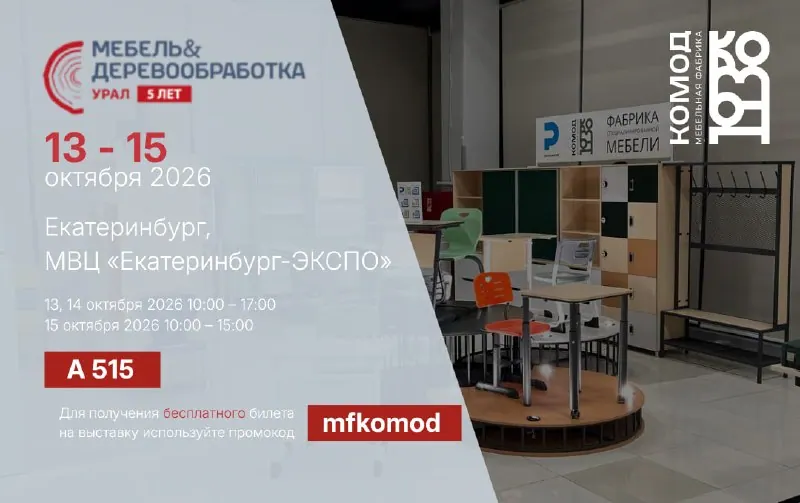 МЕБЕЛЬ&
ДЕРЕВООБРАБОТКА
УРАЛ 5 ЛЕТ
13 - 15
октября 2026
Екатеринбург,
МВЦ «Екатеринбург-ЭКСПО»
13, 14 октября 2026 10:00 – 17:00
15 октября 2026 10:00 – 15:00
А 515
Для получения бесплатного билета
на выставку используйте промокод
mfkomod
КОМОД
МЕБЕЛЬНАЯ ФАБРИКА
КОМОД
ФАБРИКА
СПЕЦИАЛИЗИРОВАННОЙ
МЕБЕЛИ